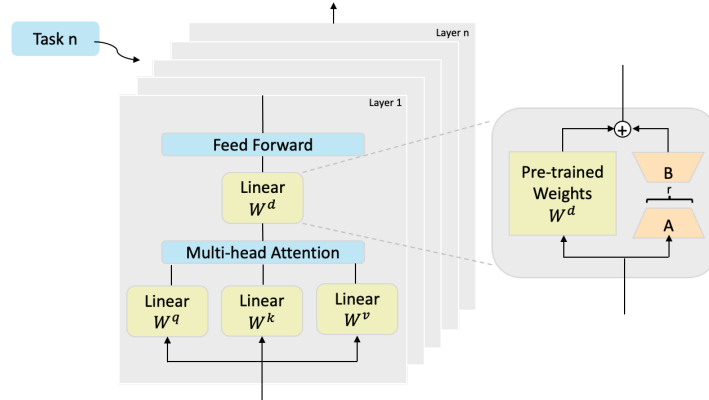 Task n
Layer n
Layer 1
Feed Forward
Linear
W^d
Multi-head Attention
Linear
W^q
Linear
W^k
Linear
W^v
Pre-trained
Weights
W^d
+
B
r
A